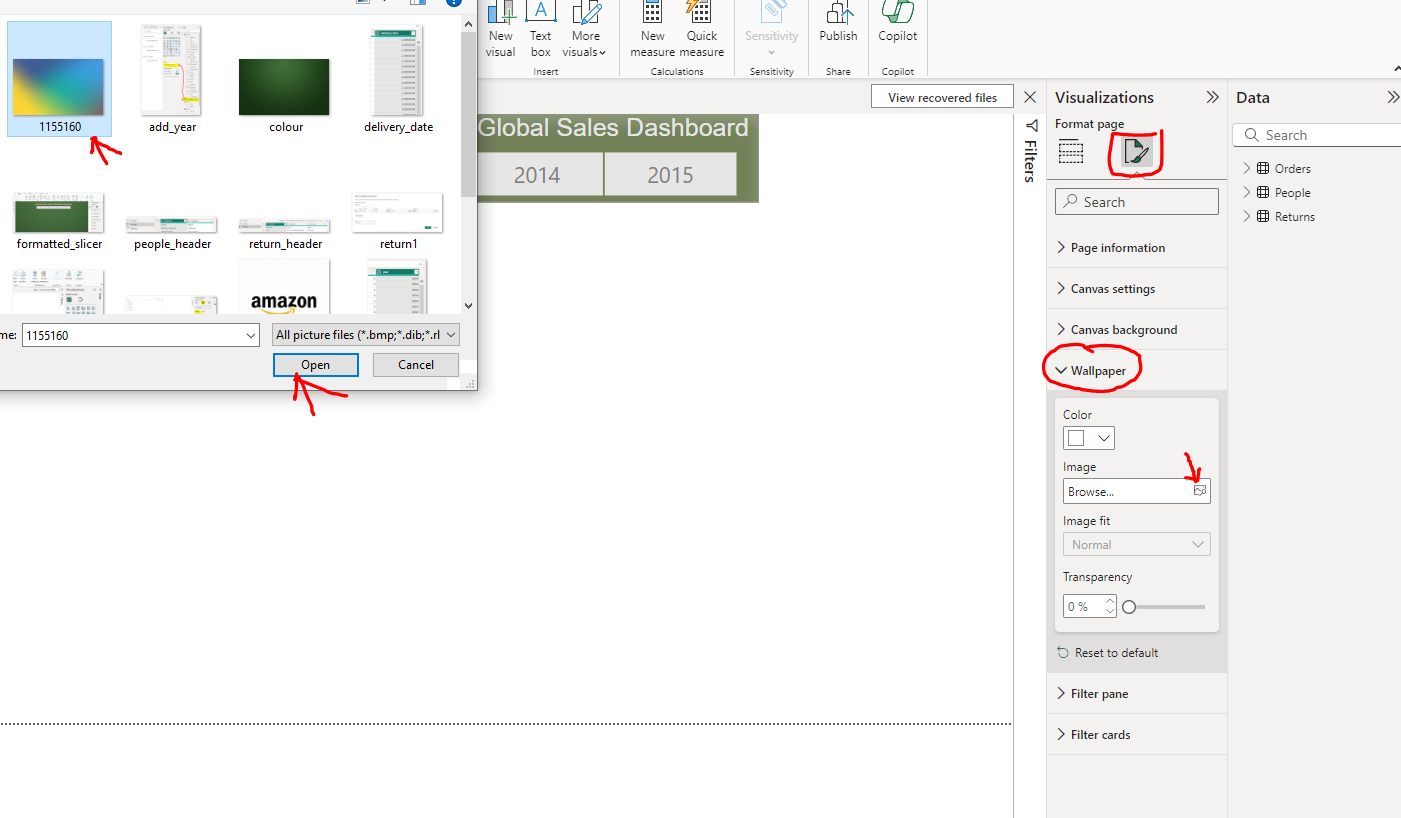 1155160
add_year
colour
delivery_date
formatted_slicer
people_header
return_header
return1
amazon
me:
1155160
All picture files (*.bmp;*.dib;*.rl
Open
Cancel
New visual
Text box
More visuals
Insert
New measure
Quick measure
Calculations
Sensitivity
Sensitivity
Publish
Share
Copilot
Copilot
View recovered files
Global Sales Dashboard
2014
2015
Filters
Visualizations
Format page
Search
Page information
Canvas settings
Canvas background
Wallpaper
Color
Image
Browse...
Image fit
Normal
Transparency
0 %
Reset to default
Filter pane
Filter cards
Data
Search
Orders
People
Returns